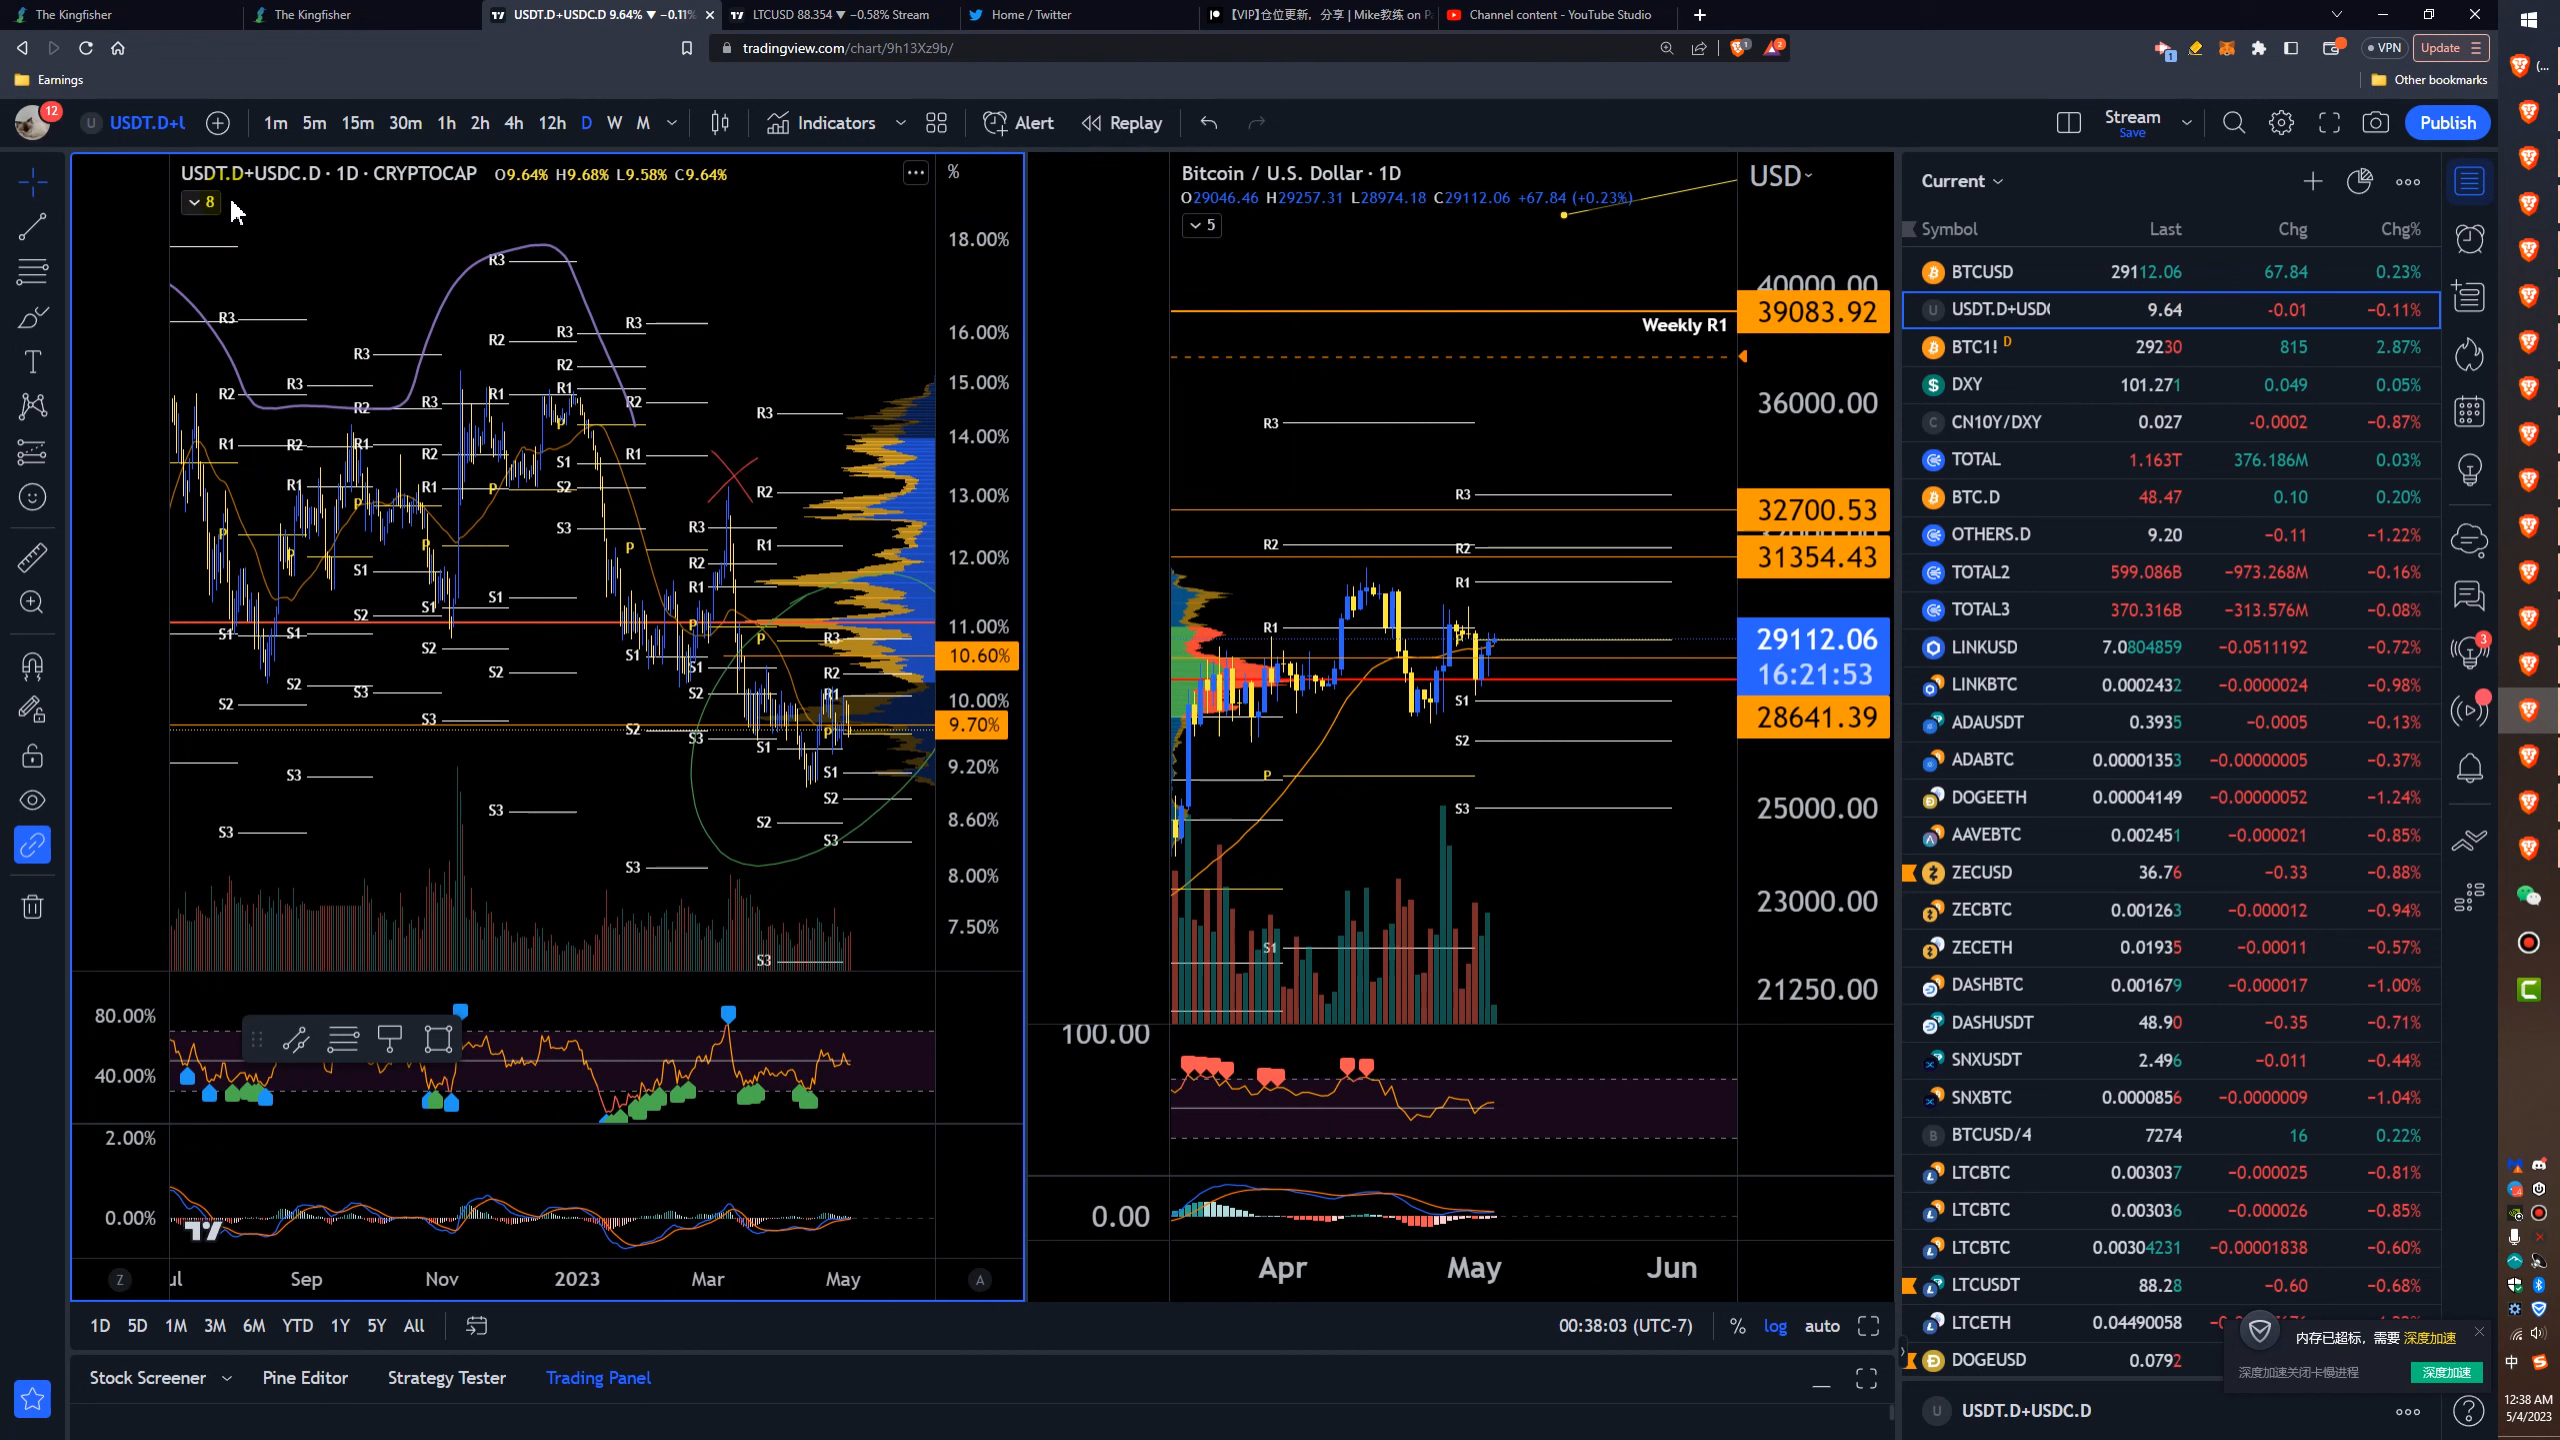 The Kingfisher
The Kingfisher
USDT.D+USDC.D 9.64% ▼ −0.11%
LTCUSD 88.354 ▼ −0.58% Stream
Home / Twitter
【VIP】仓位更新，分享 | Mike教练 on P
Channel content - YouTube Studio
tradingview.com/chart/9h13Xz9b/
VPN
Update
Earnings
Other bookmarks
12
USDT.D+U
1m 5m 15m 30m 1h 2h 4h 12h D W M
Indicators
Alert
Replay
Stream
Save
Publish
USDT.D+USDC.D · 1D · CRYPTOCAP O9.64% H9.68% L9.58% C9.64%
8
%
18.00%
16.00%
15.00%
14.00%
13.00%
12.00%
11.00%
10.60%
10.00%
9.70%
9.20%
8.60%
8.00%
7.50%
80.00%
40.00%
2.00%
0.00%
Sep Nov 2023 Mar May
Z
A
Bitcoin / U.S. Dollar · 1D
O29046.46 H29257.31 L28974.18 C29112.06 +67.84 (+0.23%)
5
USD
40000.00
39083.92
Weekly R1
36000.00
32700.53
31354.43
29112.06
16:21:53
28641.39
25000.00
23000.00
21250.00
R3
R2
R1
P
S1
R3
R2
R1
S1
S2
S3
100.00
0.00
Apr May Jun
1D 5D 1M 3M 6M YTD 1Y 5Y All
00:38:03 (UTC-7)
% log auto
Stock Screener
Pine Editor
Strategy Tester
Trading Panel
Current
Symbol Last Chg Chg%
BTCUSD 29112.06 67.84 0.23%
USDT.D+USDC 9.64 −0.01 −0.11%
BTC1! D 29230 815 2.87%
DXY 101.271 0.049 0.05%
CN10Y/DXY 0.027 −0.0002 −0.87%
TOTAL 1.163T 376.186M 0.03%
BTC.D 48.47 0.10 0.20%
OTHERS.D 9.20 −0.11 −1.22%
TOTAL2 599.086B −973.268M −0.16%
TOTAL3 370.316B −313.576M −0.08%
LINKUSD 7.0804859 −0.0511192 −0.72%
LINKBTC 0.0002432 −0.0000024 −0.98%
ADAUSDT 0.3935 −0.0005 −0.13%
ADABTC 0.00001353 −0.00000005 −0.37%
DOGEETH 0.00004149 −0.00000052 −1.24%
AAVEBTC 0.002451 −0.000021 −0.85%
ZECUSD 36.76 −0.33 −0.88%
ZECBTC 0.001263 −0.000012 −0.94%
ZECETH 0.01935 −0.00011 −0.57%
DASHBTC 0.001679 −0.000017 −1.00%
DASHUSDT 48.90 −0.35 −0.71%
SNXUSDT 2.496 −0.011 −0.44%
SNXBTC 0.0000856 −0.0000009 −1.04%
BTCUSD/4 7274 16 0.22%
LTCBTC 0.003037 −0.000025 −0.81%
LTCBTC 0.003036 −0.000026 −0.85%
LTCBTC 0.00304231 −0.00001838 −0.60%
LTCUSDT 88.28 −0.60 −0.68%
LTCETH 0.04490058
DOGEUSD 0.0792
内存已超标，需要 深度加速
深度加速关闭卡慢进程
深度加速
USDT.D+USDC.D
中
12:38 AM
5/4/2023